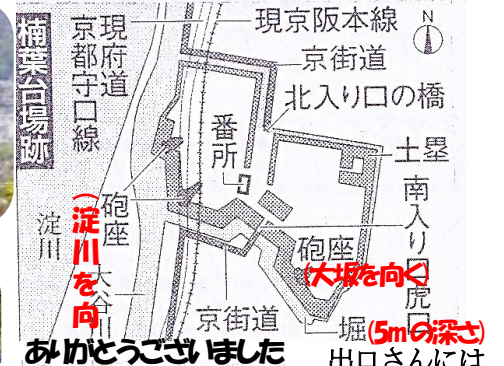 楠葉台場跡
現府道
京都守口線
現京阪本線
京街道
北入り口の橋
番所
土塁
南入り口虎口
砲座
(淀川を向
淀川
大谷川
砲座
(大坂を向く)
京街道
堀
(5mの深さ)
ありがとうございました
出口さんには
N